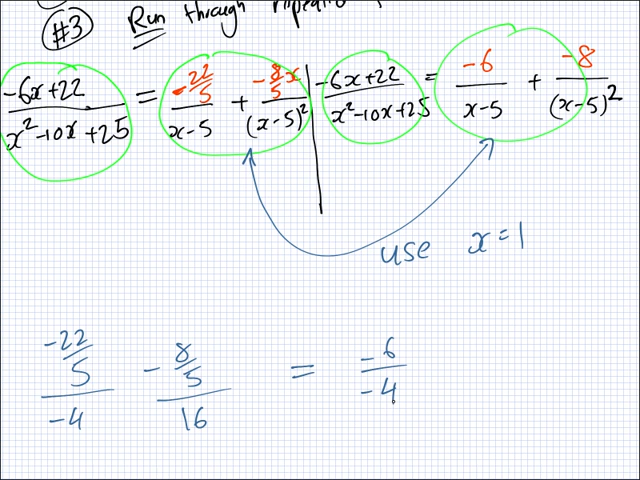 #3 Run through
(-6x+22)/(x²-10x+25) = (-22/5)/(x-5) + (-8/5 x)/(x-5)² | (-6x+22)/(x²-10x+25) = -6/(x-5) + -8/(x-5)²
use x=1
(-22/5)/-4 - (8/5)/16 = -6/-4